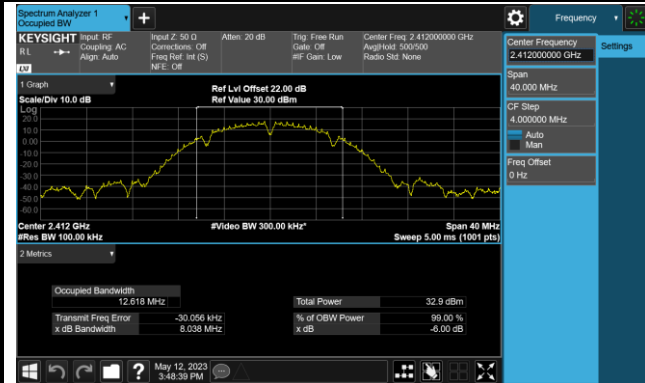 Spectrum Analyzer 1
Occupied BW
+
Frequency
KEYSIGHT
RL
LXI
Input: RF
Coupling: AC
Align: Auto
Input Z: 50 Ω
Corrections: Off
Freq Ref: Int (S)
NFE: Off
Atten: 20 dB
Trig: Free Run
Gate: Off
#IF Gain: Low
Center Freq: 2.412000000 GHz
Avg|Hold: 500/500
Radio Std: None
Center Frequency
2.412000000 GHz
Settings
Span
40.000 MHz
CF Step
4.000000 MHz
Auto
Man
Freq Offset
0 Hz
1 Graph
Scale/Div 10.0 dB
Ref Lvl Offset 22.00 dB
Ref Value 30.00 dBm
Log
20.0
10.0
0.00
-10.0
-20.0
-30.0
-40.0
-50.0
-60.0
Center 2.412 GHz
#Res BW 100.00 kHz
#Video BW 300.00 kHz*
Span 40 MHz
Sweep 5.00 ms (1001 pts)
2 Metrics
Occupied Bandwidth
12.618 MHz
Total Power 32.9 dBm
Transmit Freq Error -30.056 kHz
% of OBW Power 99.00 %
x dB Bandwidth 8.038 MHz
x dB -6.00 dB
?
May 12, 2023
3:48:39 PM